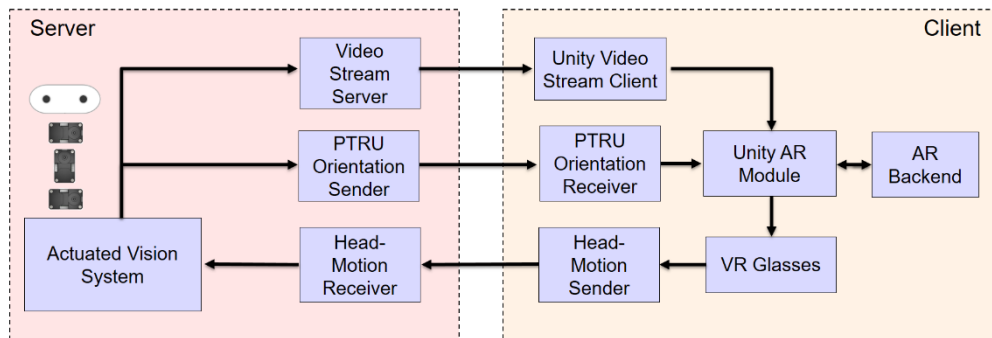 Server
Client
Video
Stream
Server
Unity Video
Stream Client
PTRU
Orientation
Sender
PTRU
Orientation
Receiver
Unity AR
Module
AR
Backend
Actuated Vision
System
Head-
Motion
Receiver
Head-
Motion
Sender
VR Glasses